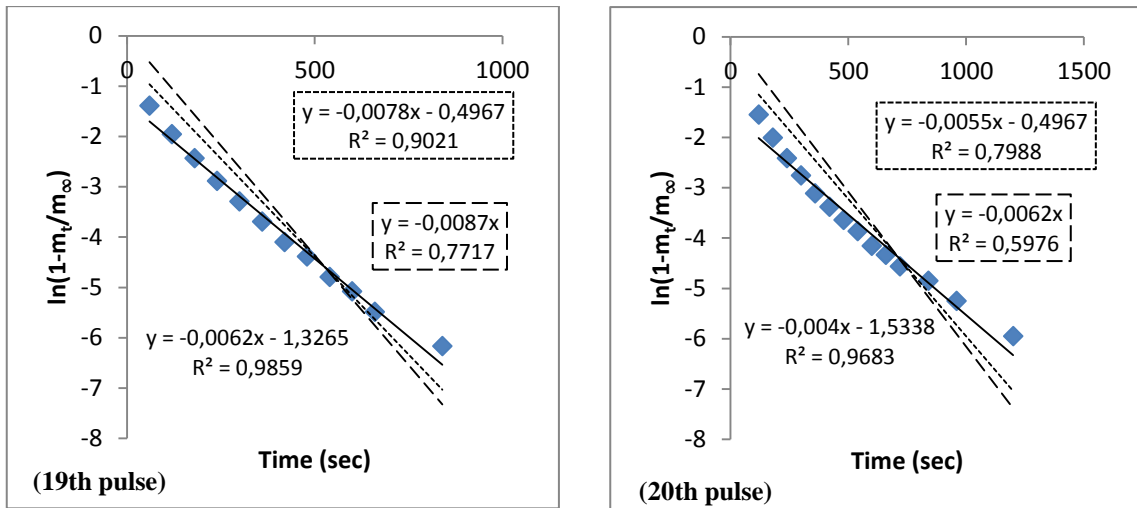 0
-1
-2
-3
-4
-5
-6
-7
-8
0 500 1000
y = -0,0078x - 0,4967
R² = 0,9021
y = -0,0087x
R² = 0,7717
y = -0,0062x - 1,3265
R² = 0,9859
ln(1-mₜ/m∞)
Time (sec)
(19th pulse)
0
-1
-2
-3
-4
-5
-6
-7
-8
0 500 1000 1500
y = -0,0055x - 0,4967
R² = 0,7988
y = -0,0062x
R² = 0,5976
y = -0,004x - 1,5338
R² = 0,9683
ln(1-mₜ/m∞)
Time (sec)
(20th pulse)